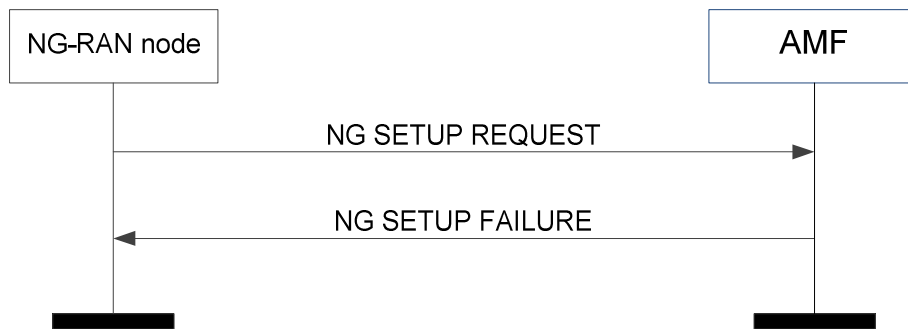 NG-RAN node
AMF
NG SETUP REQUEST
NG SETUP FAILURE